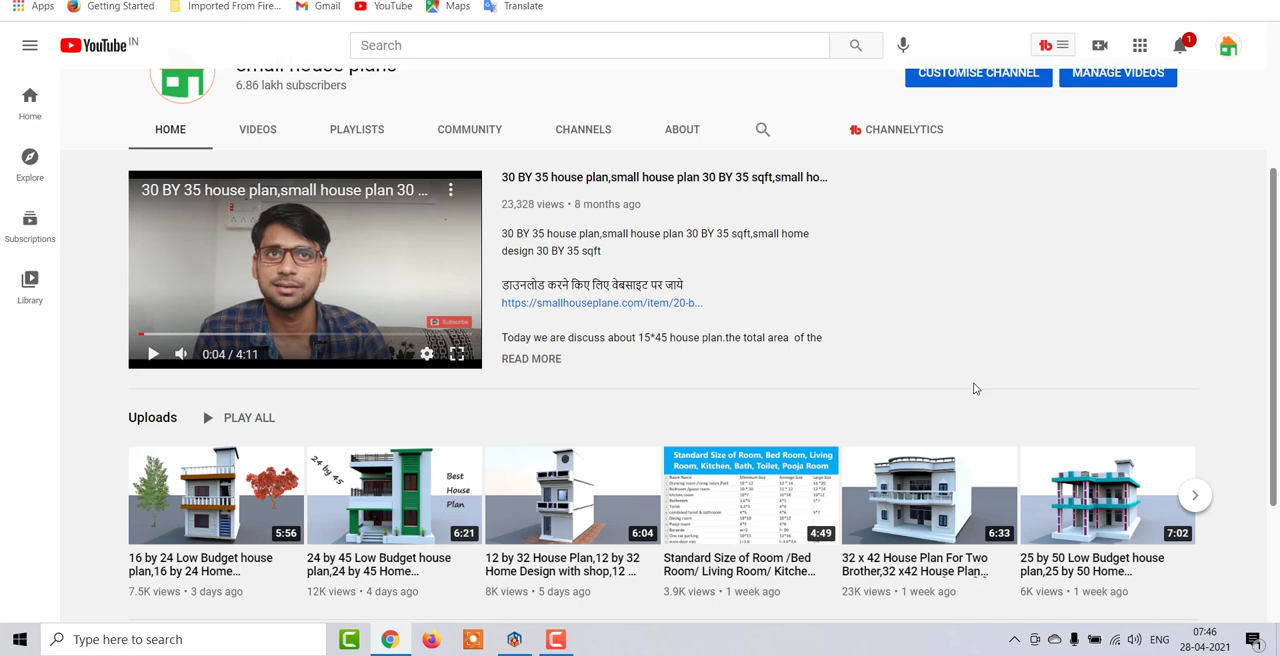 Apps Getting Started Imported From Fire... Gmail YouTube Maps Translate
YouTube IN
Search
1
small house plans
6.86 lakh subscribers
CUSTOMISE CHANNEL MANAGE VIDEOS
Home
Explore
Subscriptions
Library
HOME VIDEOS PLAYLISTS COMMUNITY CHANNELS ABOUT CHANNELYTICS
30 BY 35 house plan,small house plan 30 ...
Subscribe
0:04 / 4:11
30 BY 35 house plan,small house plan 30 BY 35 sqft,small ho...
23,328 views • 8 months ago
30 BY 35 house plan,small house plan 30 BY 35 sqft,small home
design 30 BY 35 sqft
डाउनलोड करने किए लिए वेबसाइट पर जाये
https://smallhouseplane.com/item/20-b...
Today we are discuss about 15*45 house plan.the total area of the
READ MORE
Uploads PLAY ALL
5:56
24 by 45
Best
House
Plan
6:21
6:04
Standard Size of Room, Bed Room, Living
Room, Kitchen, Bath, Toilet, Pooja Room
4:49
6:33
7:02
16 by 24 Low Budget house
plan,16 by 24 Home...
7.5K views • 3 days ago
24 by 45 Low Budget house
plan,24 by 45 Home...
12K views • 4 days ago
12 by 32 House Plan,12 by 32
Home Design with shop,12 ...
8K views • 5 days ago
Standard Size of Room /Bed
Room/ Living Room/ Kitche...
3.9K views • 1 week ago
32 x 42 House Plan For Two
Brother,32 x42 House Plan...
23K views • 1 week ago
25 by 50 Low Budget house
plan,25 by 50 Home...
6K views • 1 week ago
Type here to search
ENG
07:46
28-04-2021
1